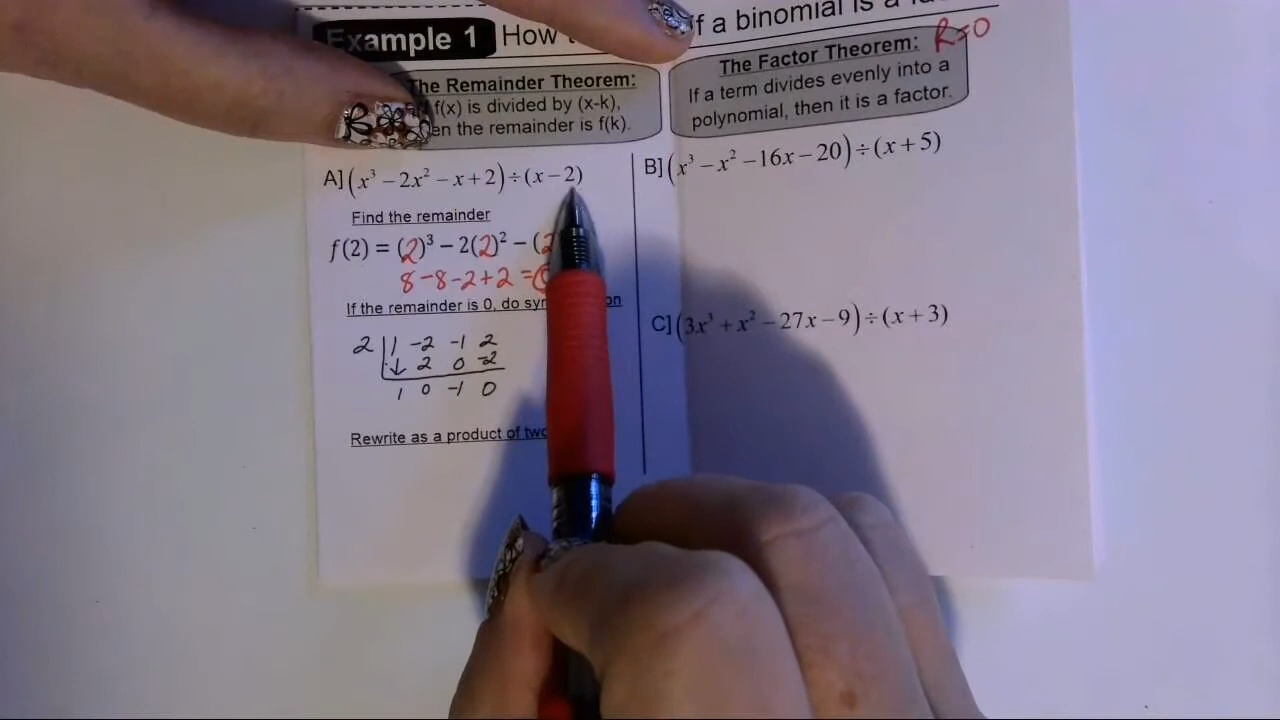 Example 1 How if a binomial is a
The Remainder Theorem:
f(x) is divided by (x-k),
en the remainder is f(k).
The Factor Theorem: R=0
If a term divides evenly into a
polynomial, then it is a factor.
A] (x³ − 2x² − x + 2) ÷ (x − 2)
Find the remainder
f(2) = (2)³ − 2(2)² − (2
8 - 8 - 2 + 2 =
If the remainder is 0, do syn on
2 | 1 -2 -1 2
↓ 2 0 -2
1 0 -1 0
Rewrite as a product of two
B] (x³ − x² − 16x − 20) ÷ (x + 5)
C] (3x³ + x² − 27x − 9) ÷ (x + 3)